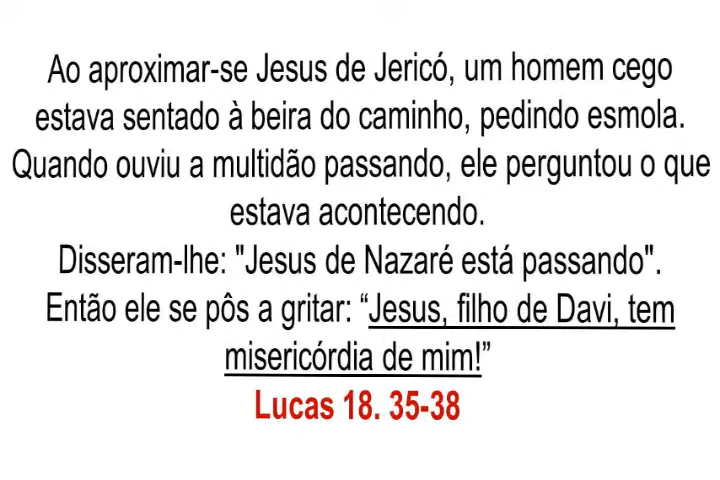 Ao aproximar-se Jesus de Jericó, um homem cego
estava sentado à beira do caminho, pedindo esmola.
Quando ouviu a multidão passando, ele perguntou o que
estava acontecendo.
Disseram-lhe: "Jesus de Nazaré está passando".
Então ele se pôs a gritar: “Jesus, filho de Davi, tem
misericórdia de mim!”
Lucas 18. 35-38